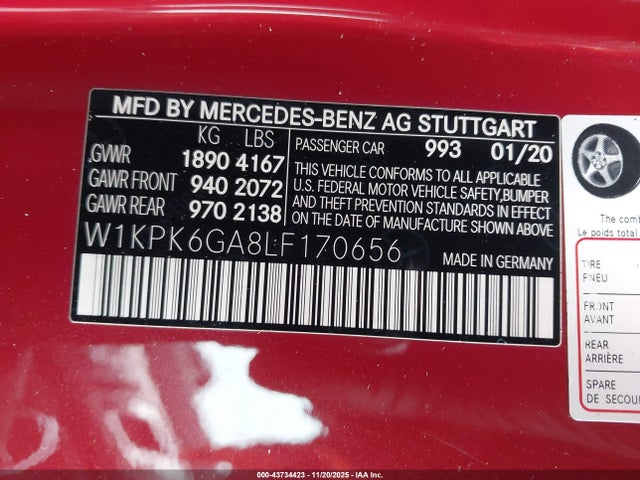 MFD BY MERCEDES-BENZ AG STUTTGART
KG LBS
GVWR 1890 4167
GAWR FRONT 940 2072
GAWR REAR 970 2138
PASSENGER CAR 993 01/20
THIS VEHICLE CONFORMS TO ALL APPLICABLE
U.S. FEDERAL MOTOR VEHICLE SAFETY, BUMPER
AND THEFT PREVENTION STANDARDS IN EFFECT
ON THE DATE OF MANUFACTURE SHOWN ABOVE
W1KPK6GA8LF170656
MADE IN GERMANY
The comb
Le poids total
TIRE
PNEU
FRONT
AVANT
REAR
ARRIÈRE
SPARE
DE SECOU
000-43734423 - 11/20/2025 - IAA Inc.